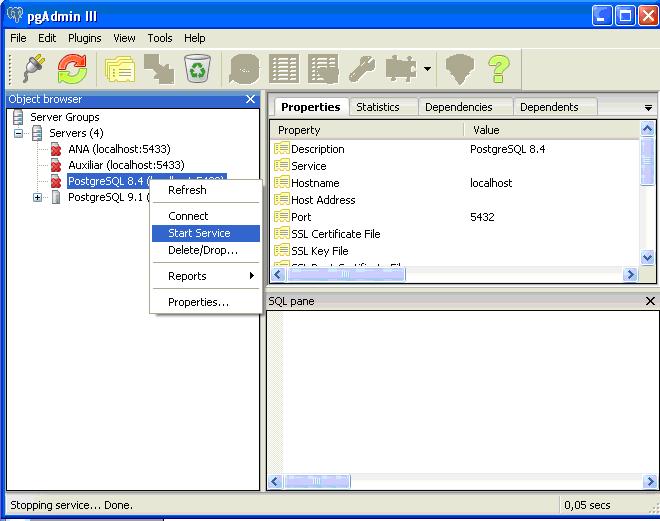 pgAdmin III
File Edit Plugins View Tools Help
Object browser
Server Groups
Servers (4)
ANA (localhost:5433)
Auxiliar (localhost:5433)
PostgreSQL 8.4
PostgreSQL 9.1
Refresh
Connect
Start Service
Delete/Drop...
Reports
Properties...
Properties Statistics Dependencies Dependents
Property Value
Description PostgreSQL 8.4
Service
Hostname localhost
Host Address
Port 5432
SSL Certificate File
SSL Key File
SQL pane
Stopping service... Done. 0,05 secs